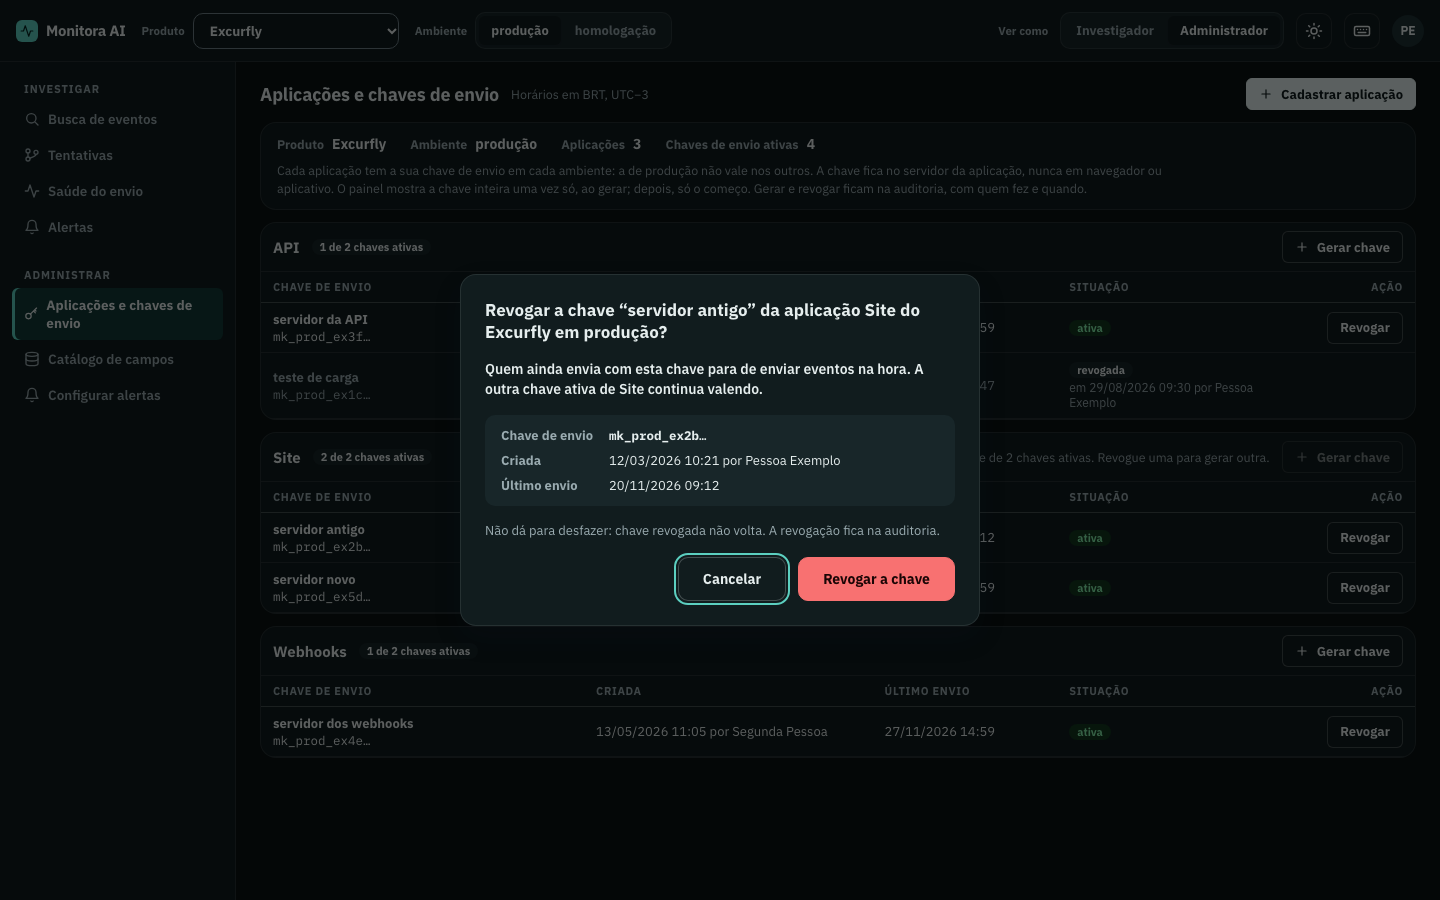 Monitora AI Produto Excurfly Ambiente produção homologação Ver como Investigador Administrador PE
INVESTIGAR
Busca de eventos
Tentativas
Saúde do envio
Alertas
ADMINISTRAR
Aplicações e chaves de
envio
Catálogo de campos
Configurar alertas
Aplicações e chaves de envio Horários em BRT, UTC−3 + Cadastrar aplicação
Produto Excurfly Ambiente produção Aplicações 3 Chaves de envio ativas 4
Cada aplicação tem a sua chave de envio em cada ambiente: a de produção não vale nos outros. A chave fica no servidor da aplicação, nunca em navegador ou
aplicativo. O painel mostra a chave inteira uma vez só, ao gerar; depois, só o começo. Gerar e revogar ficam na auditoria, com quem fez e quando.
API 1 de 2 chaves ativas + Gerar chave
CHAVE DE ENVIO SITUAÇÃO AÇÃO
servidor da API
mk_prod_ex3f… 59 ativa Revogar
teste de carga
mk_prod_ex1c… 47 revogada
em 29/08/2026 09:30 por Pessoa
Exemplo
Site 2 de 2 chaves ativas e de 2 chaves ativas. Revogue uma para gerar outra. + Gerar chave
CHAVE DE ENVIO SITUAÇÃO AÇÃO
servidor antigo
mk_prod_ex2b… 12 ativa Revogar
servidor novo
mk_prod_ex5d… 59 ativa Revogar
Webhooks 1 de 2 chaves ativas + Gerar chave
CHAVE DE ENVIO CRIADA ÚLTIMO ENVIO SITUAÇÃO AÇÃO
servidor dos webhooks
mk_prod_ex4e… 13/05/2026 11:05 por Segunda Pessoa 27/11/2026 14:59 ativa Revogar
Revogar a chave “servidor antigo” da aplicação Site do
Excurfly em produção?
Quem ainda envia com esta chave para de enviar eventos na hora. A
outra chave ativa de Site continua valendo.
Chave de envio mk_prod_ex2b…
Criada 12/03/2026 10:21 por Pessoa Exemplo
Último envio 20/11/2026 09:12
Não dá para desfazer: chave revogada não volta. A revogação fica na auditoria.
Cancelar Revogar a chave